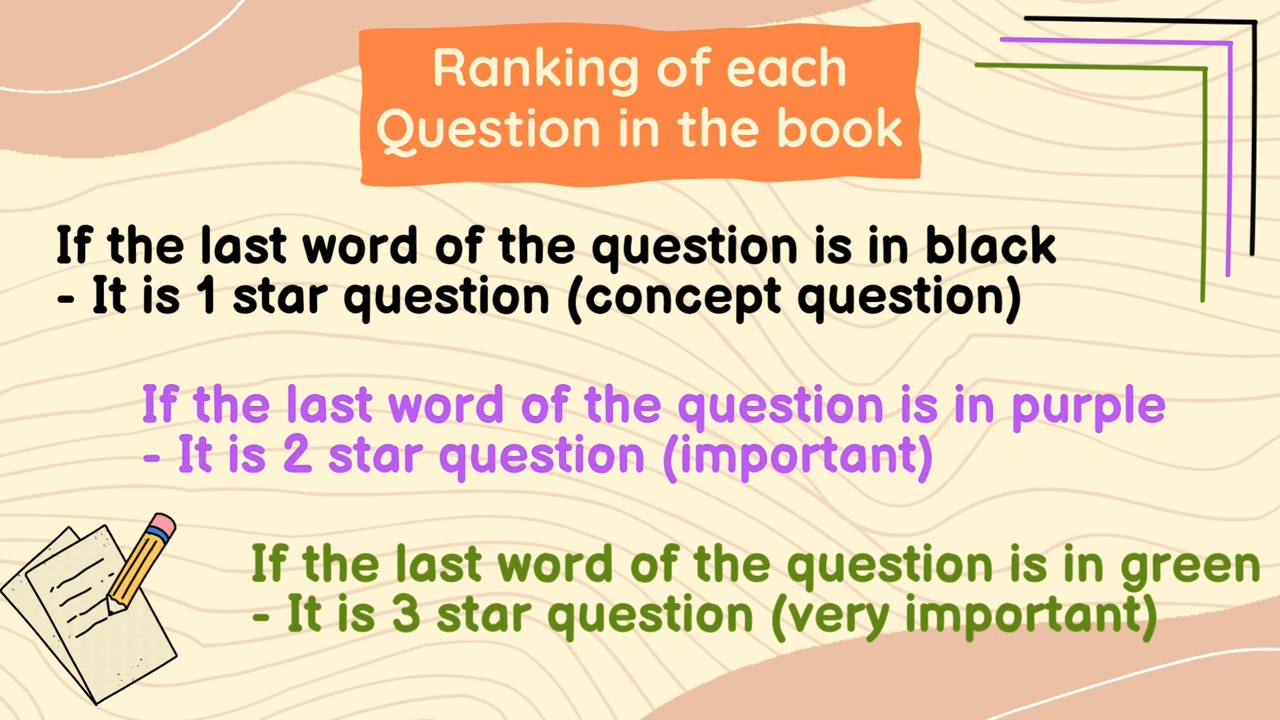 Ranking of each
Question in the book
If the last word of the question is in black
- It is 1 star question (concept question)
If the last word of the question is in purple
- It is 2 star question (important)
If the last word of the question is in green
- It is 3 star question (very important)